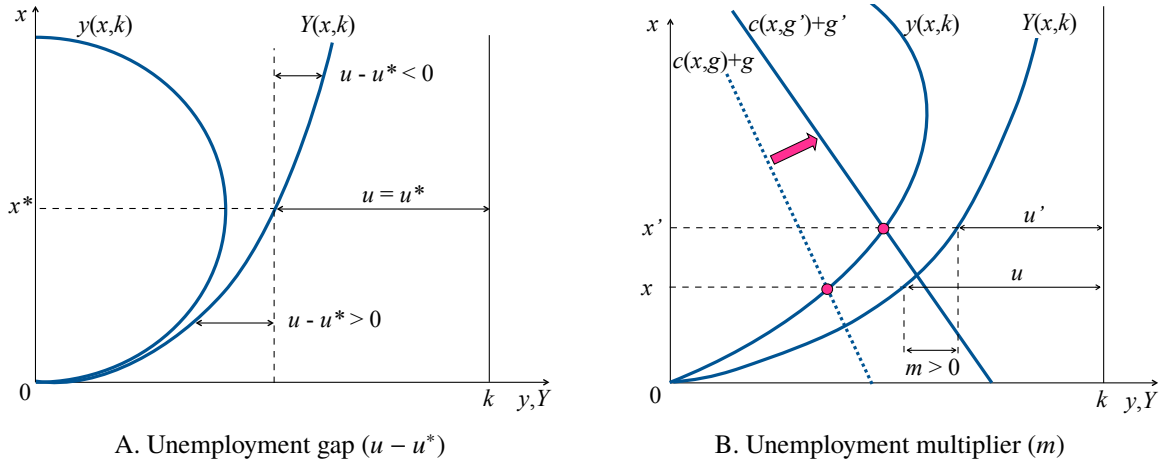 x
y(x,k)
Y(x,k)
u - u* < 0
x*
u = u*
u - u* > 0
0
k
y,Y
A. Unemployment gap (u − u*)
x
c(x,g')+g'
y(x,k)
Y(x,k)
c(x,g)+g
x'
u'
x
u
m > 0
0
k
y,Y
B. Unemployment multiplier (m)